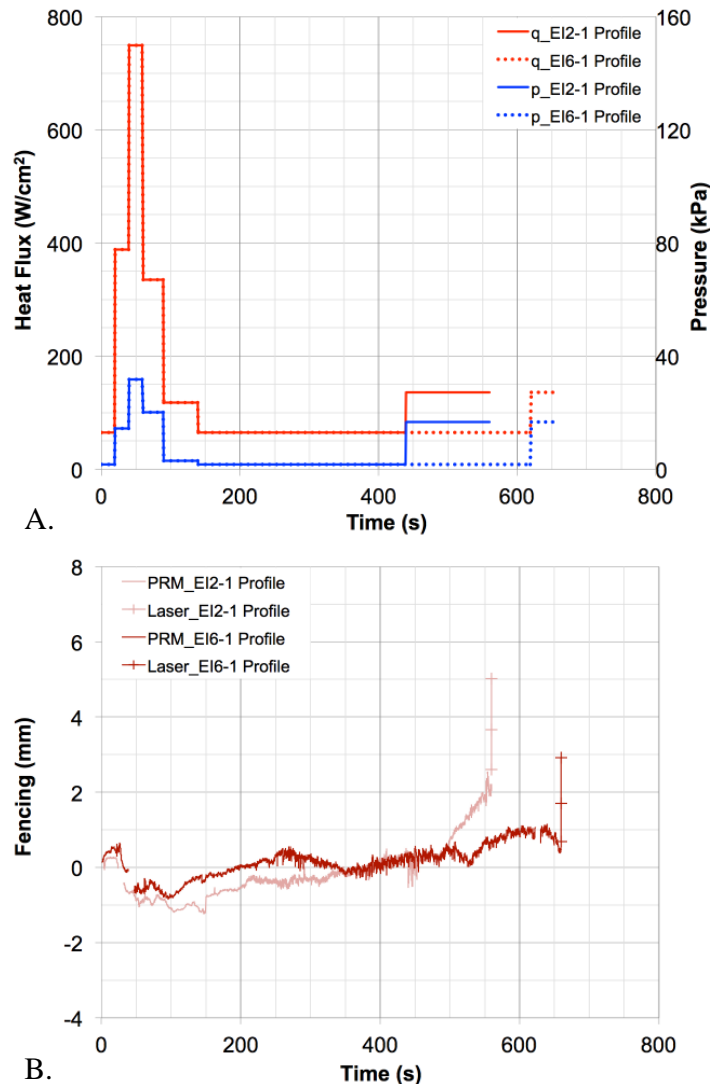 800
160
q_EI2-1 Profile
q_EI6-1 Profile
p_EI2-1 Profile
p_EI6-1 Profile
600
120
Heat Flux (W/cm²)
400
80
Pressure (kPa)
200
40
0
0
0
200
400
600
800
Time (s)
A.
8
PRM_EI2-1 Profile
Laser_EI2-1 Profile
PRM_EI6-1 Profile
Laser_EI6-1 Profile
6
4
Fencing (mm)
2
0
-2
-4
0
200
400
600
800
Time (s)
B.